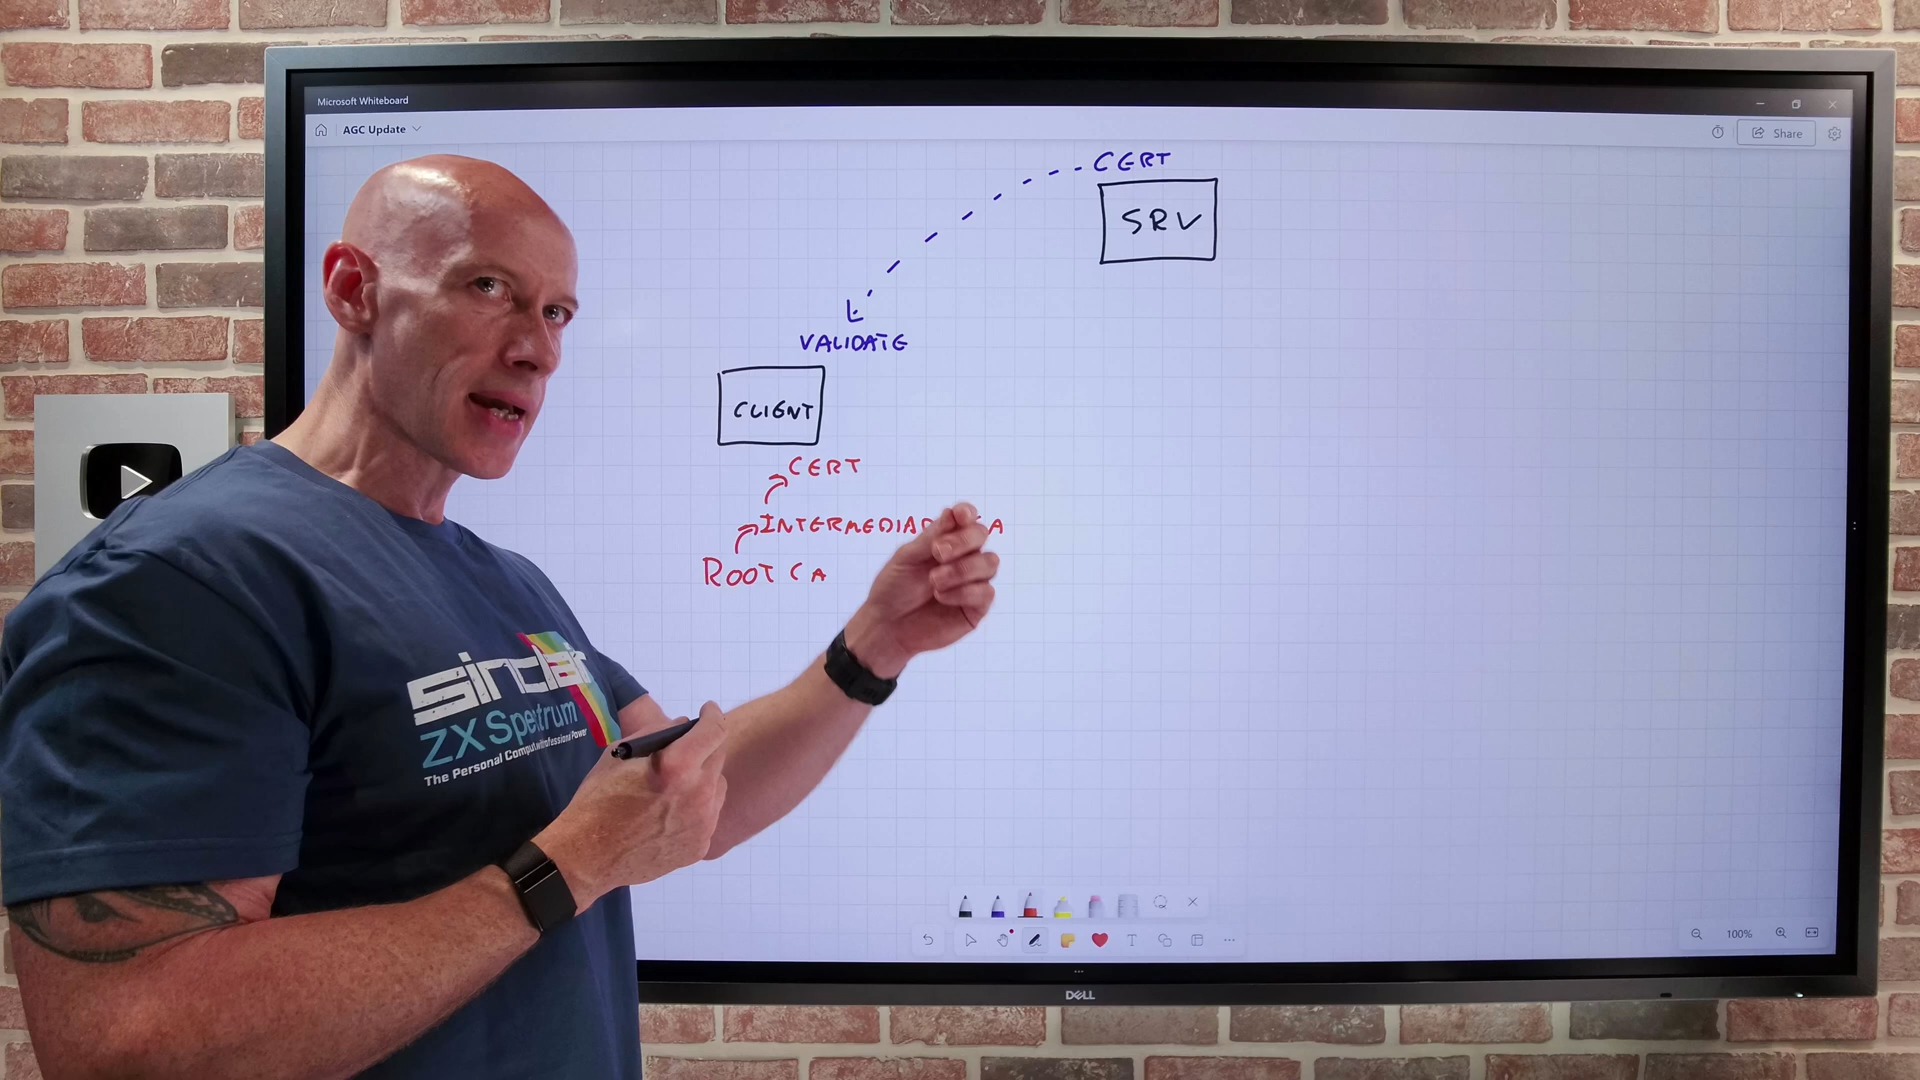 Microsoft Whiteboard
AGC Update
Share
CERT
SRV
VALIDATE
CLIENT
CERT
ROOT CA
sinclair
ZX Spectrum
The Personal Computer
Power
100%
DELL